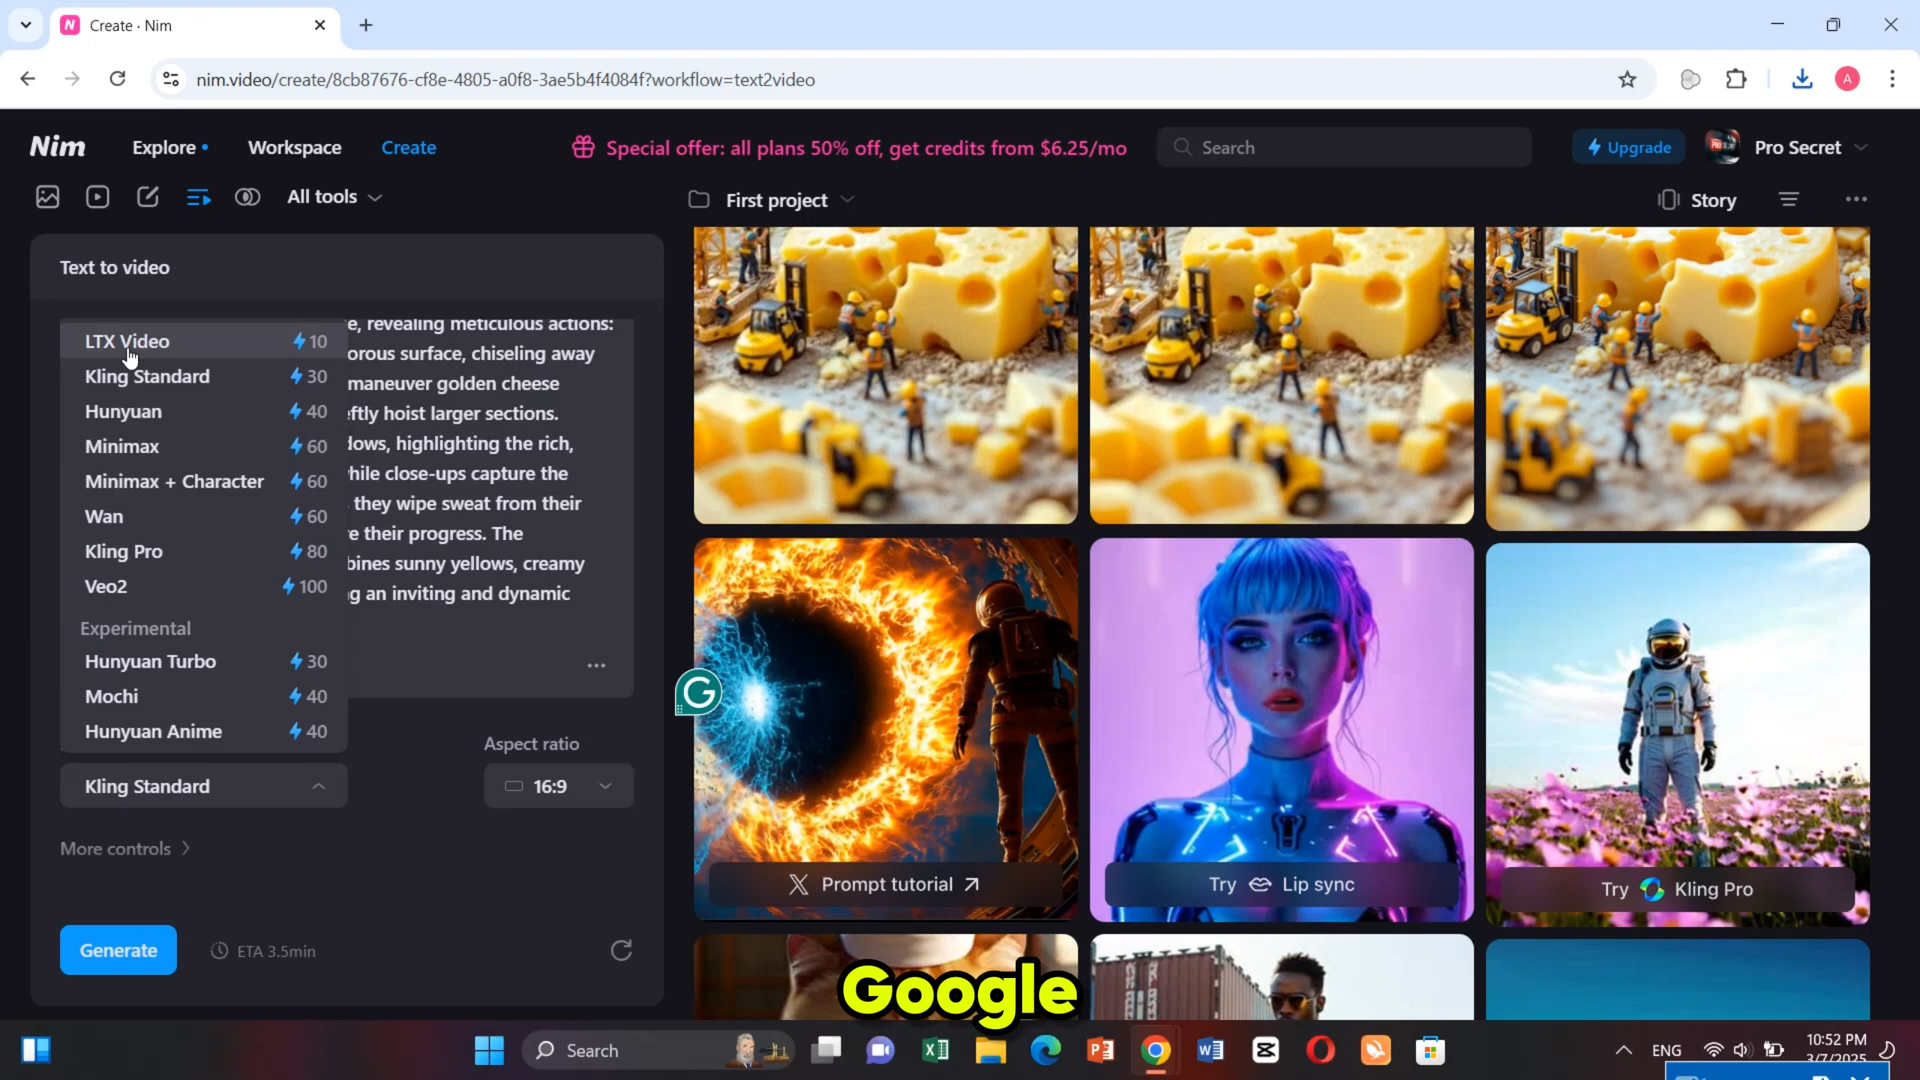 Create · Nim
nim.video/create/8cb87676-cf8e-4805-a0f8-3ae5b4f4084f?workflow=text2video
A
Nim
Explore
Workspace
Create
Special offer: all plans 50% off, get credits from $6.25/mo
Search
Upgrade
Pro Secret
All tools
First project
Story
Text to video
e, revealing meticulous actions:
orous surface, chiseling away
maneuver golden cheese
eftly hoist larger sections.
lows, highlighting the rich,
hile close-ups capture the
they wipe sweat from their
e their progress. The
bines sunny yellows, creamy
g an inviting and dynamic
LTX Video 10
Kling Standard 30
Hunyuan 40
Minimax 60
Minimax + Character 60
Wan 60
Kling Pro 80
Veo2 100
Experimental
Hunyuan Turbo 30
Mochi 40
Hunyuan Anime 40
Aspect ratio
Kling Standard
16:9
More controls
Generate
ETA 3.5min
Prompt tutorial
Try Lip sync
Try Kling Pro
Google
Search
ENG
10:52 PM
3/7/2025